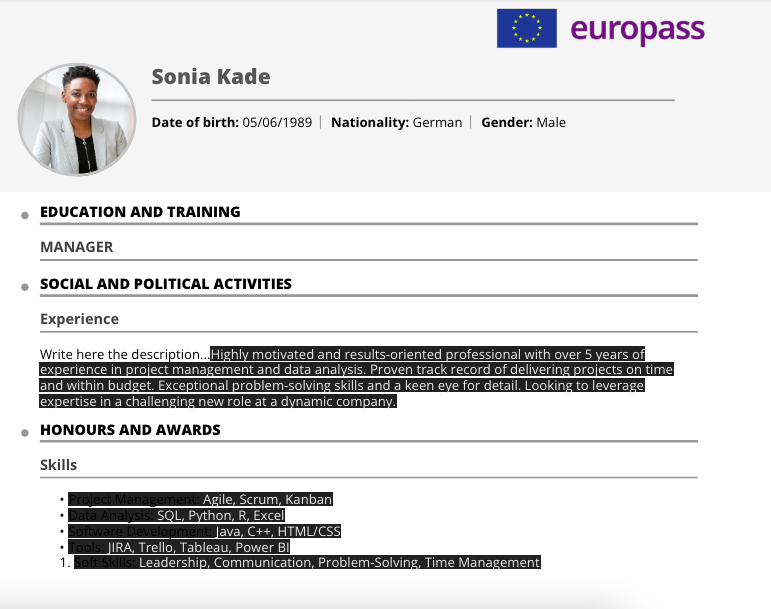 europass
Sonia Kade
Date of birth: 05/06/1989 | Nationality: German | Gender: Male
EDUCATION AND TRAINING
MANAGER
SOCIAL AND POLITICAL ACTIVITIES
Experience
Write here the description...Highly motivated and results-oriented professional with over 5 years of
experience in project management and data analysis. Proven track record of delivering projects on time
and within budget. Exceptional problem-solving skills and a keen eye for detail. Looking to leverage
expertise in a challenging new role at a dynamic company.
HONOURS AND AWARDS
Skills
• Project Management: Agile, Scrum, Kanban
• Data Analysis: SQL, Python, R, Excel
• Software Development: Java, C++, HTML/CSS
• Tools: JIRA, Trello, Tableau, Power BI
1. Soft Skills: Leadership, Communication, Problem-Solving, Time Management